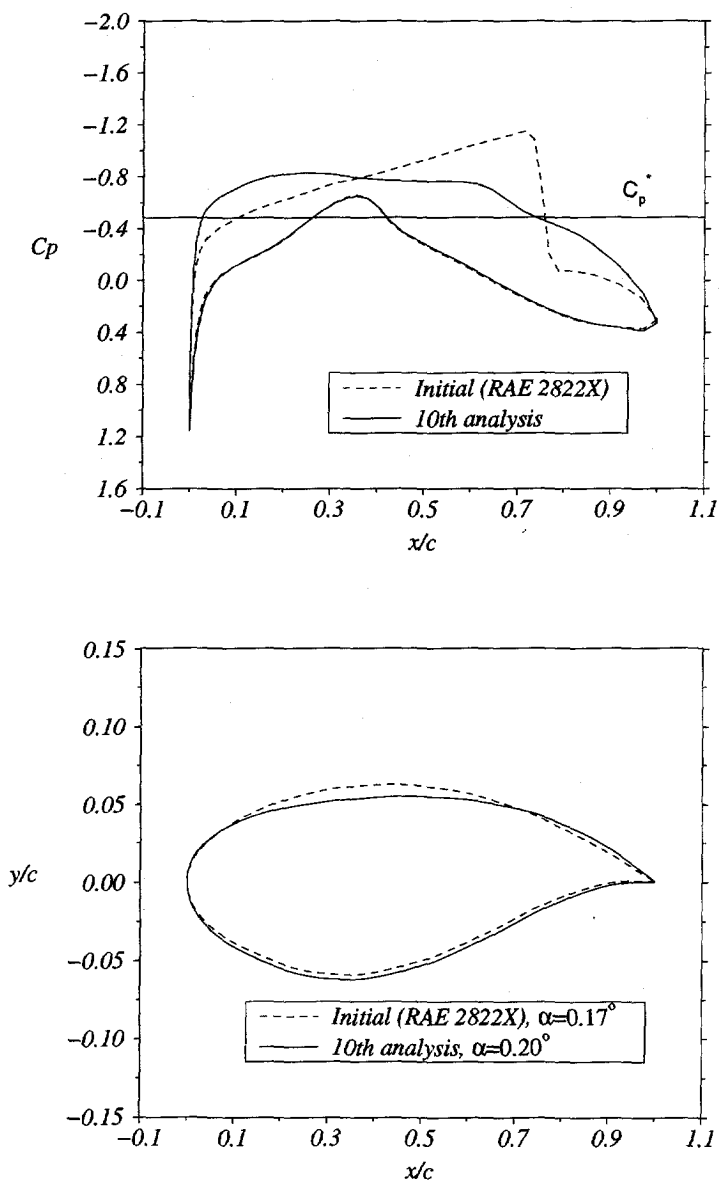 −2.0
−1.6
−1.2
−0.8
−0.4
0.0
0.4
0.8
1.2
1.6
Cp
C_p^*
Initial (RAE 2822X)
10th analysis
−0.1 0.1 0.3 0.5 0.7 0.9 1.1
x/c
0.15
0.10
0.05
0.00
−0.05
−0.10
−0.15
y/c
Initial (RAE 2822X), α=0.17°
10th analysis, α=0.20°
−0.1 0.1 0.3 0.5 0.7 0.9 1.1
x/c